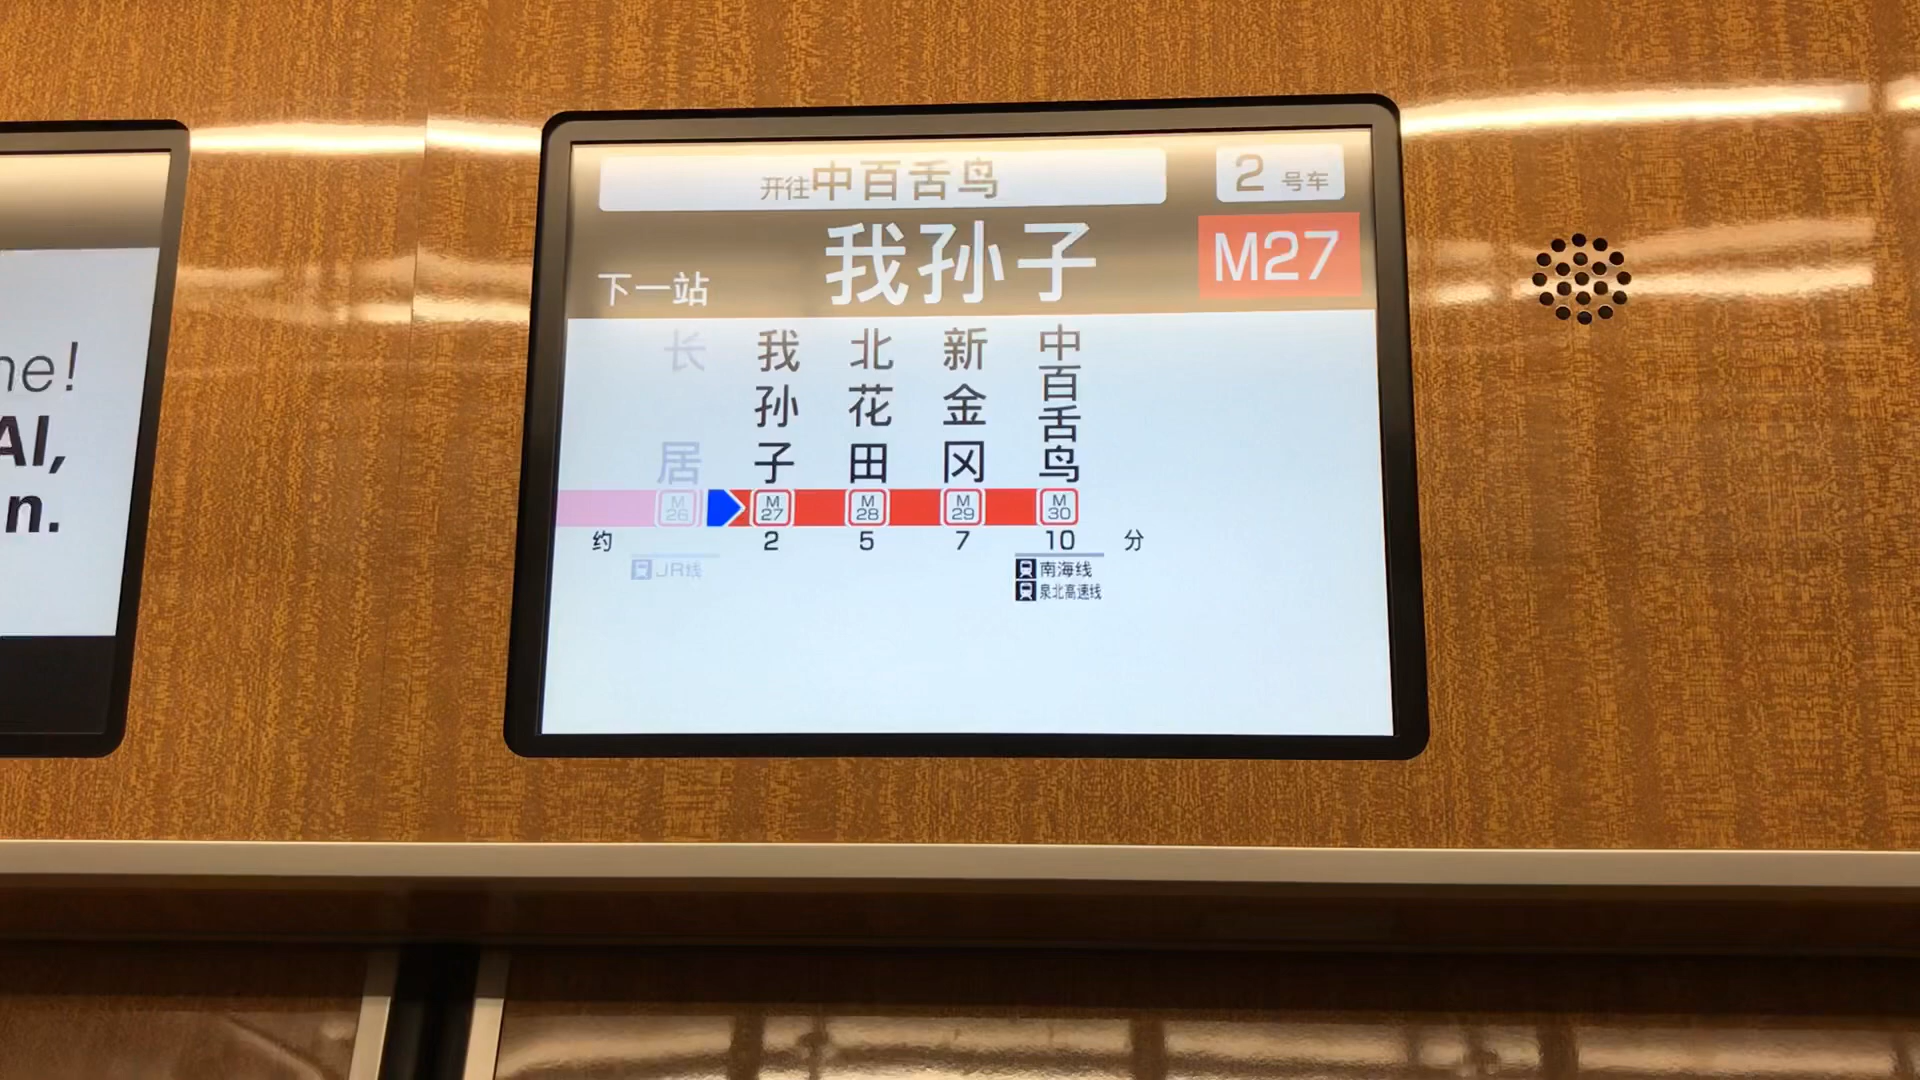 ne!
AI,
n.
开往中百舌鸟
2 号车
下一站
我孙子
M27
长居
我孙子
北花田
新金冈
中百舌鸟
M26
M27
M28
M29
M30
约 2 5 7 10 分
JR线
南海线
泉北高速线